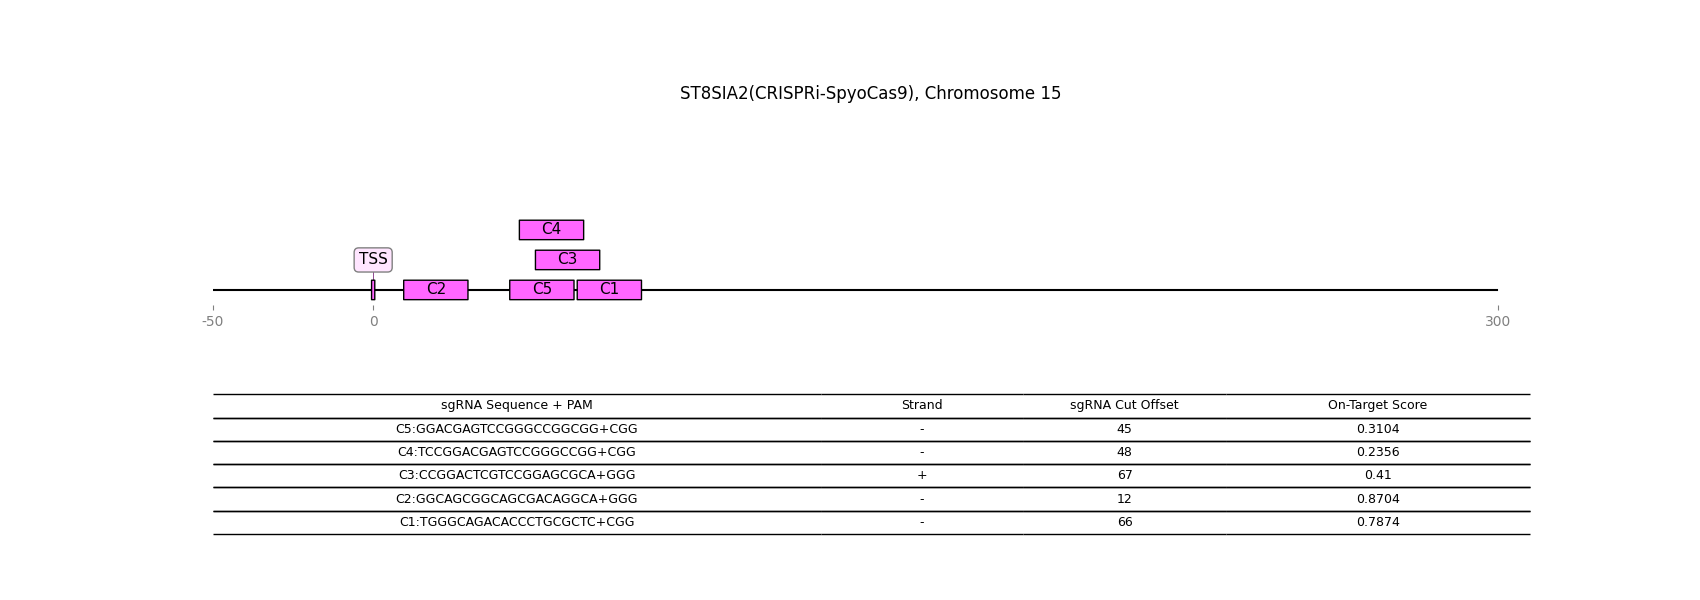 ST8SIA2(CRISPRi-SpyoCas9), Chromosome 15
C4
TSS
C3
C2
C5
C1
-50
0
300
sgRNA Sequence + PAM Strand sgRNA Cut Offset On-Target Score
C5:GGACGAGTCCGGGCCGGCGG+CGG - 45 0.3104
C4:TCCGGACGAGTCCGGGCCGG+CGG - 48 0.2356
C3:CCGGACTCGTCCGGAGCGCA+GGG + 67 0.41
C2:GGCAGCGGCAGCGACAGGCA+GGG - 12 0.8704
C1:TGGGCAGACACCCTGCGCTC+CGG - 66 0.7874